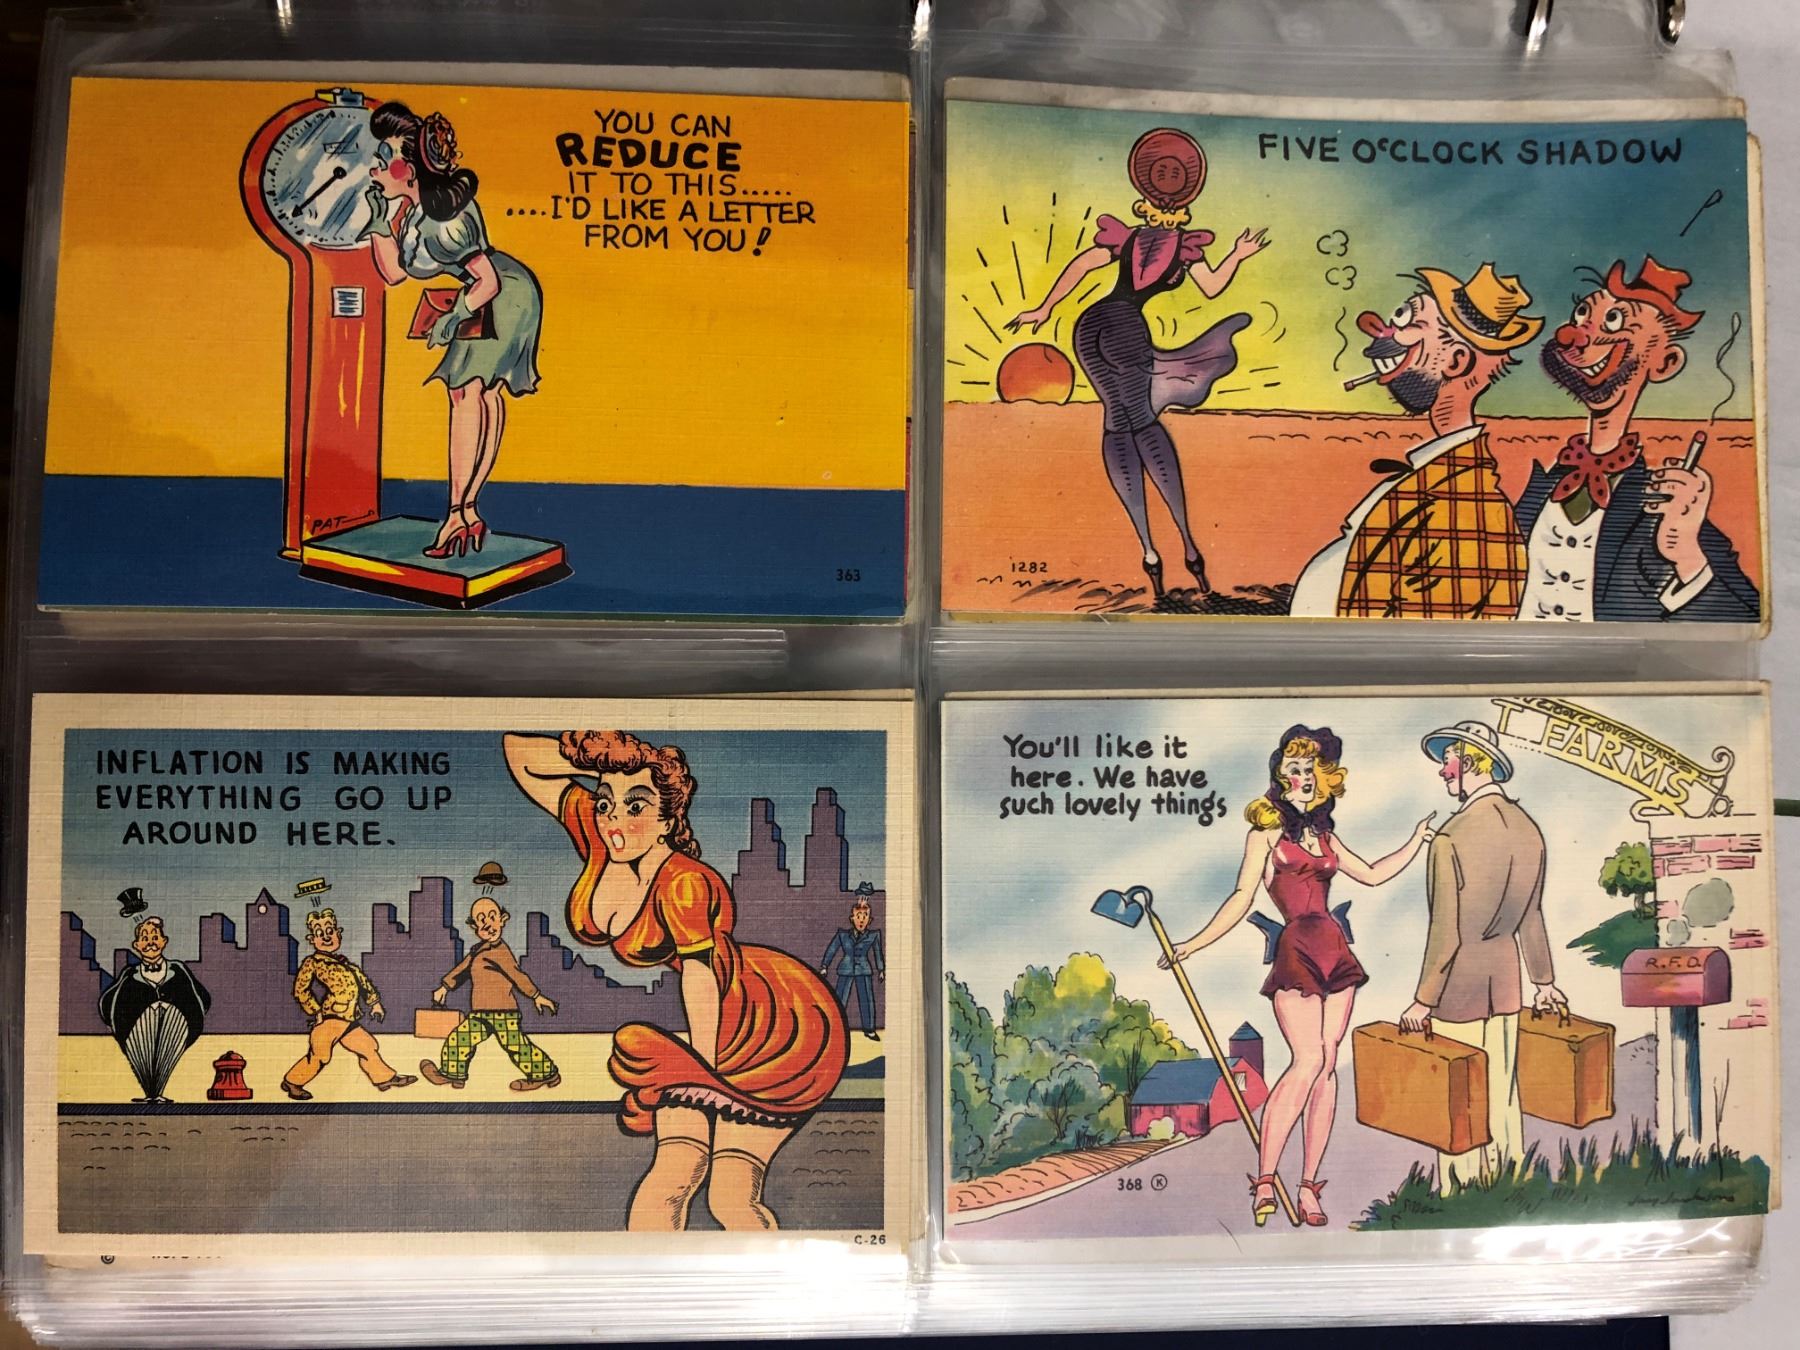 YOU CAN
REDUCE
IT TO THIS.....
....I'D LIKE A LETTER
FROM YOU!
PAT
363
FIVE O'CLOCK SHADOW
1282
INFLATION IS MAKING
EVERYTHING GO UP
AROUND HERE.
C-26
©
You'll like it
here. We have
such lovely things
T FARMS
R.F.D.
368 Ⓚ